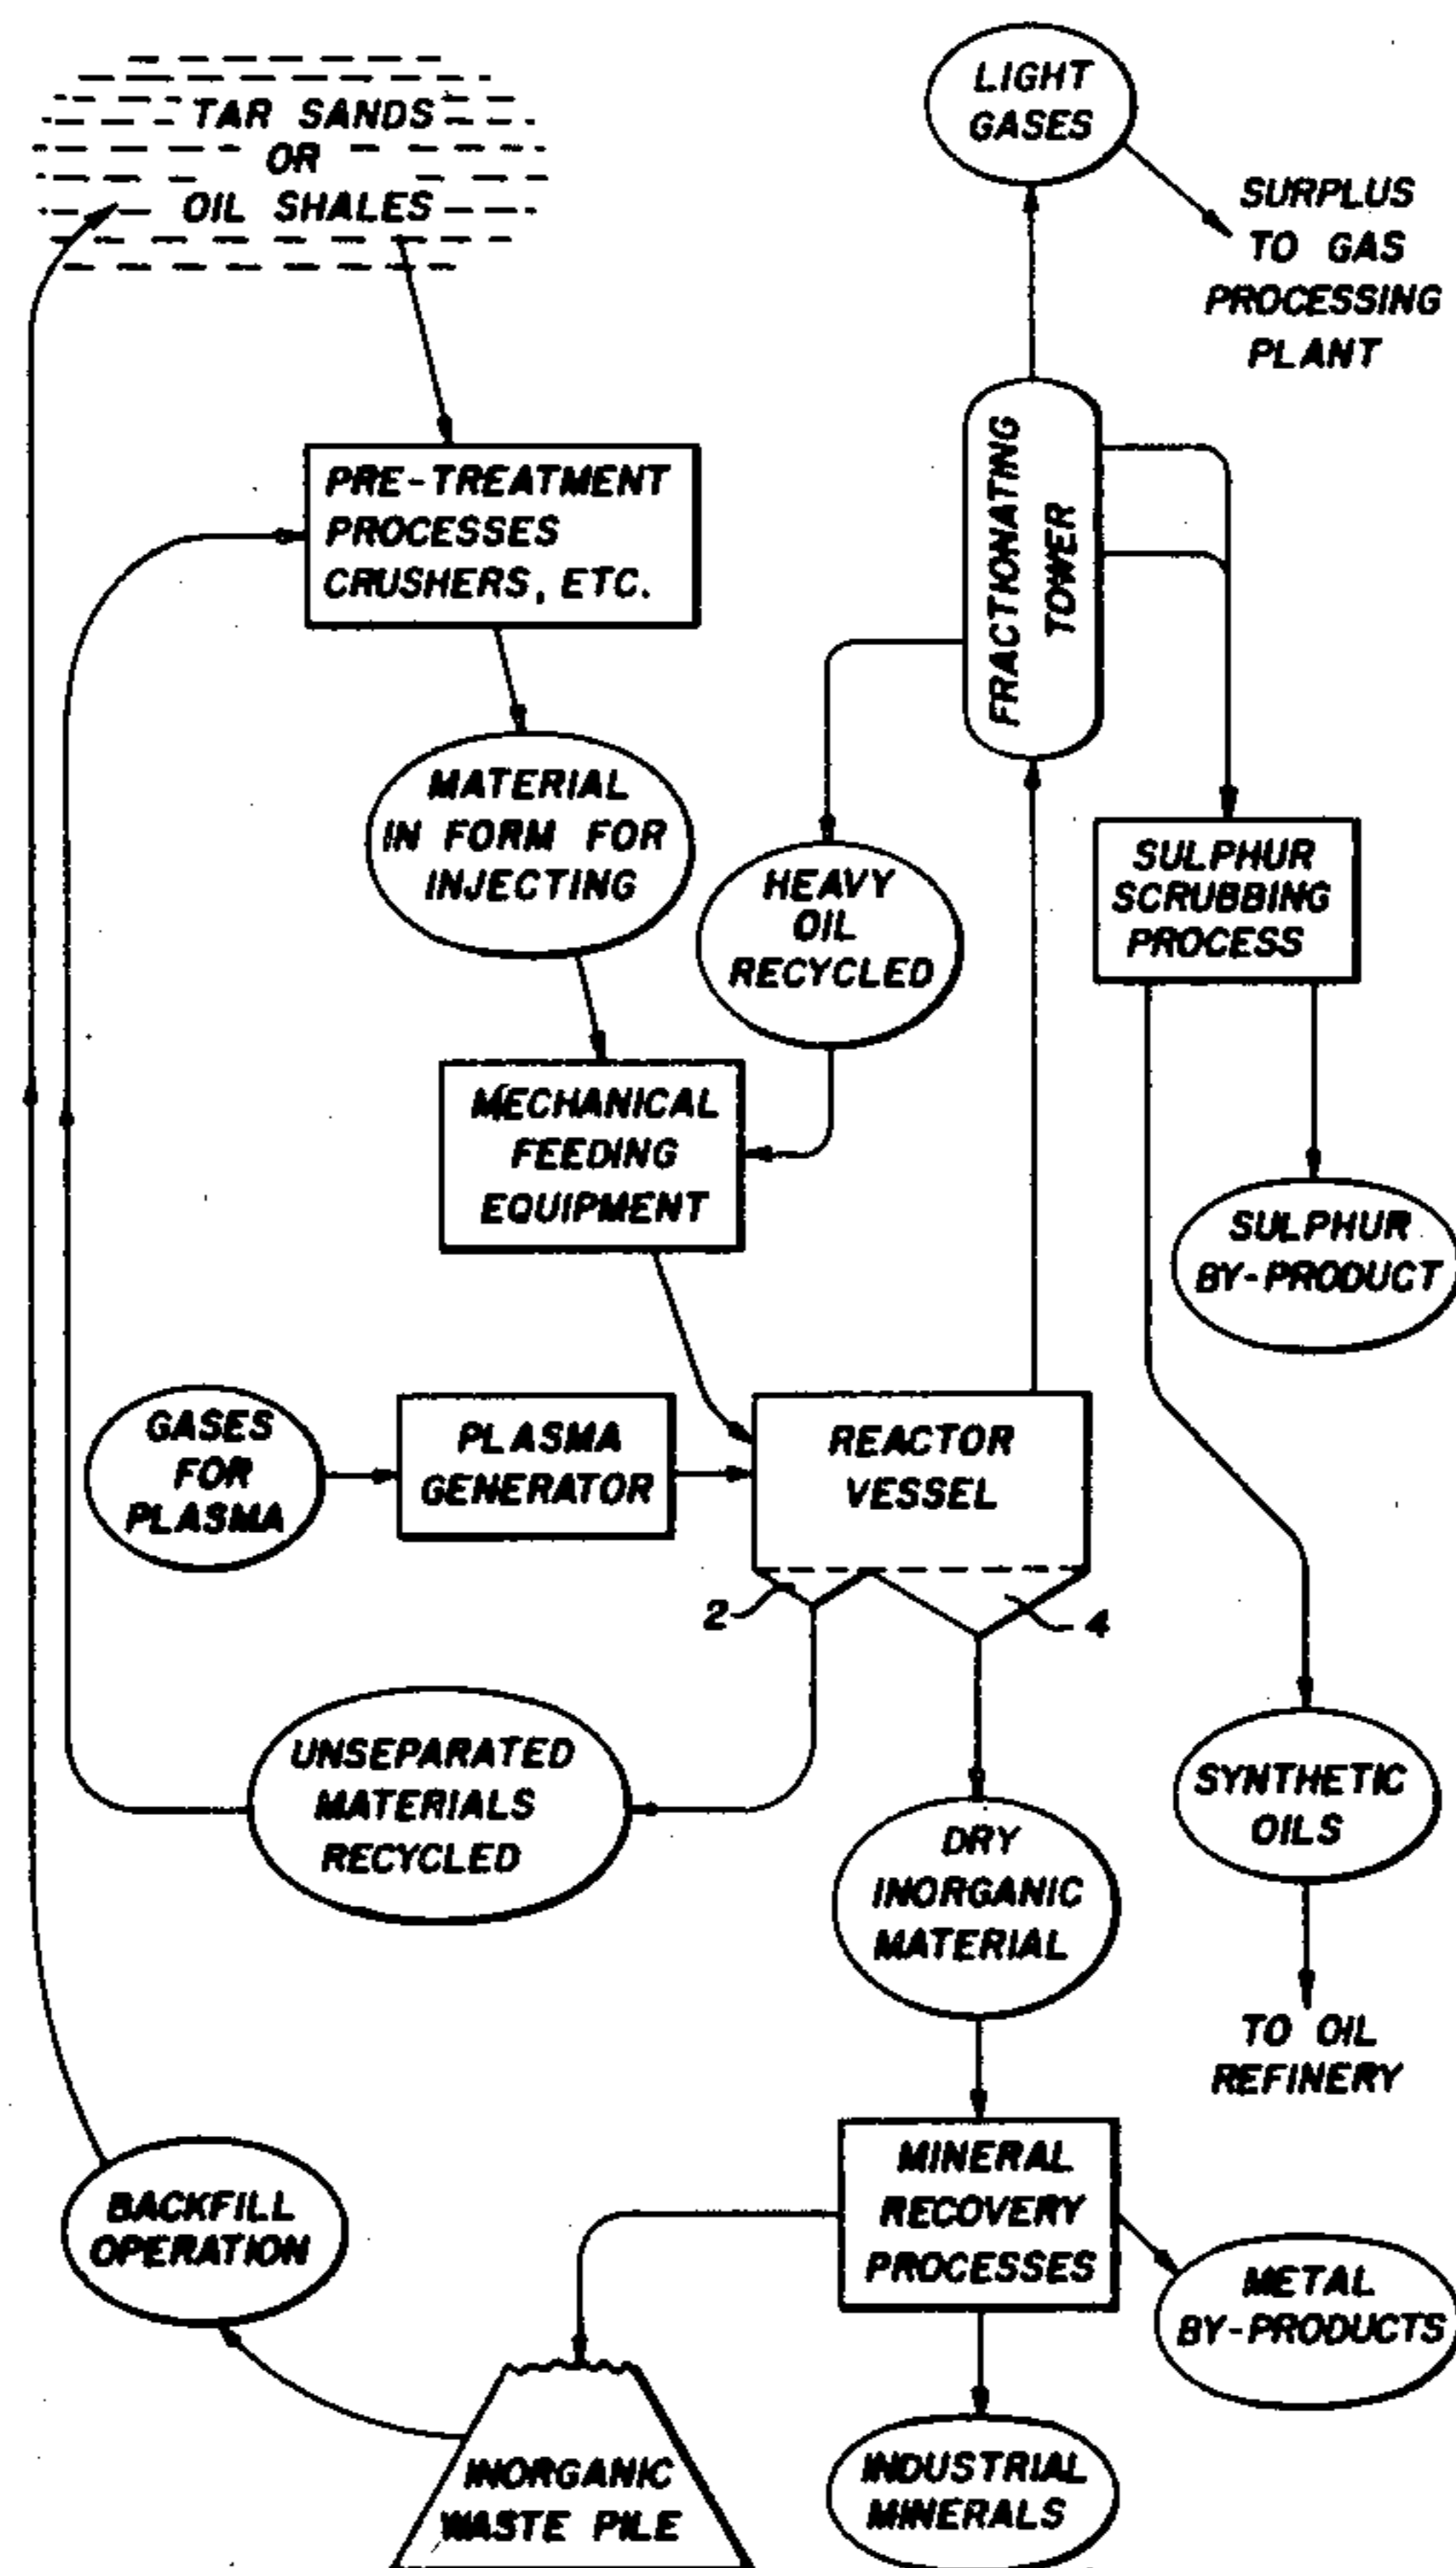 TAR SANDS
OR
OIL SHALES
LIGHT
GASES
SURPLUS
TO GAS
PROCESSING
PLANT
PRE-TREATMENT
PROCESSES
CRUSHERS, ETC.
FRACTIONATING
TOWER
MATERIAL
IN FORM FOR
INJECTING
HEAVY
OIL
RECYCLED
SULPHUR
SCRUBBING
PROCESS
MECHANICAL
FEEDING
EQUIPMENT
SULPHUR
BY-PRODUCT
GASES
FOR
PLASMA
PLASMA
GENERATOR
REACTOR
VESSEL
2
4
UNSEPARATED
MATERIALS
RECYCLED
DRY
INORGANIC
MATERIAL
SYNTHETIC
OILS
TO OIL
REFINERY
BACKFILL
OPERATION
MINERAL
RECOVERY
PROCESSES
METAL
BY-PRODUCTS
INORGANIC
WASTE PILE
INDUSTRIAL
MINERALS